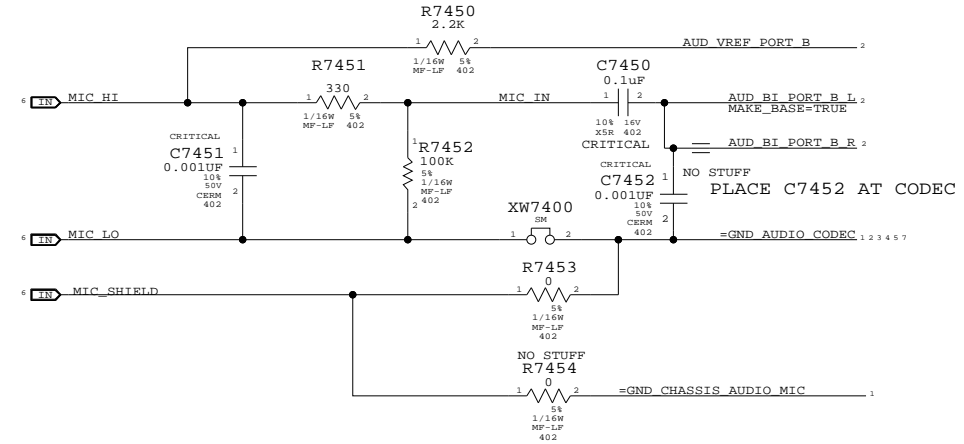 R7450
2.2K
1 2 AUD_VREF_PORT_B 2
1/16W 5%
MF-LF 402
R7451
330
C7450
0.1uF
6 IN MIC_HI 1 2 MIC_IN 1 2 AUD_BI_PORT_B_L 2
MAKE_BASE=TRUE
1/16W 5%
MF-LF 402
10% 16V
X5R 402
CRITICAL
AUD_BI_PORT_B_R 2
CRITICAL
C7451 1
0.001UF
10%
50V
CERM 2
402
1
R7452
100K
5%
1/16W
MF-LF
402
2
NO STUFF
CRITICAL
C7452 1
0.001UF
10%
50V
CERM 2
402
PLACE C7452 AT CODEC
XW7400
SM
6 IN MIC_LO 1 2 =GND_AUDIO_CODEC 1 2 3 4 5 7
R7453
0
6 IN MIC_SHIELD 1 2
5%
1/16W
MF-LF
402
NO STUFF
R7454
0
1 2 =GND_CHASSIS_AUDIO_MIC 1
5%
1/16W
MF-LF
402